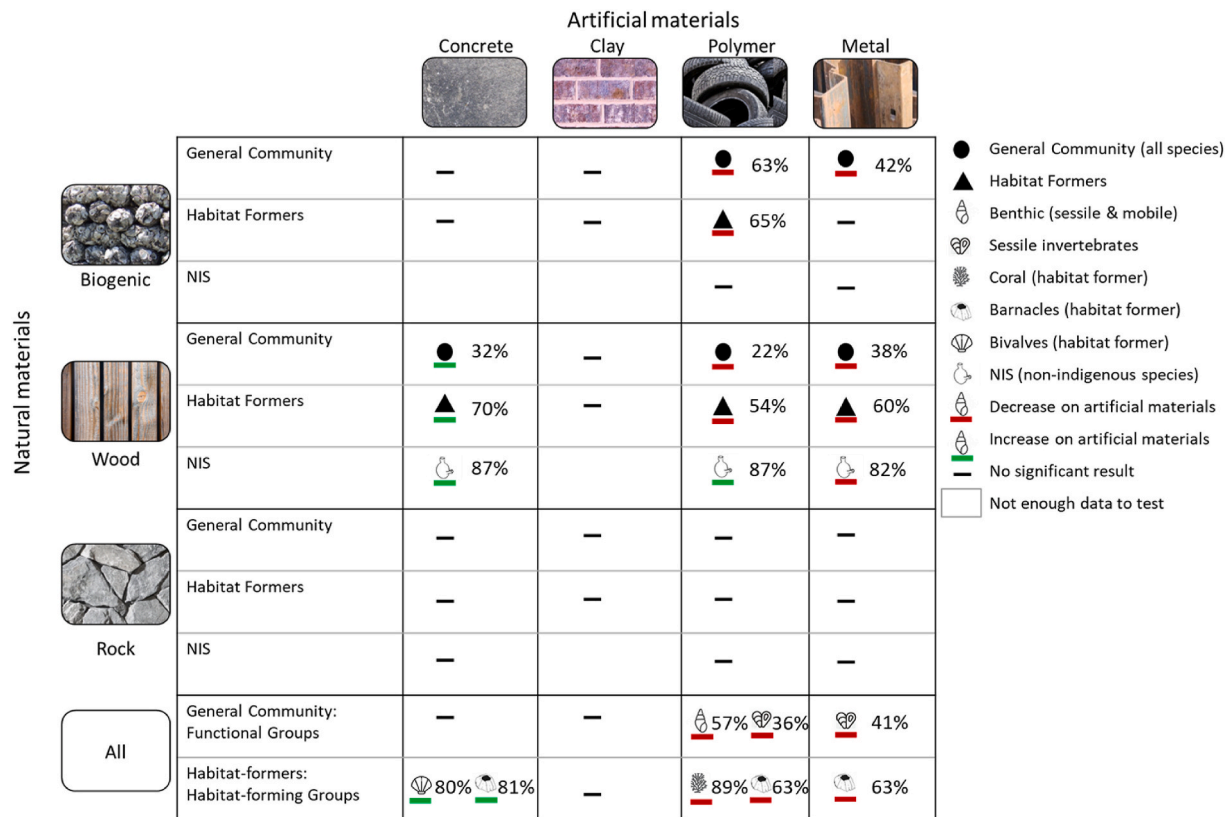 Artificial materials
Concrete Clay Polymer Metal
Natural materials
Biogenic
General Community — — 63% 42%
Habitat Formers — — 65% —
NIS — —
Wood
General Community 32% — 22% 38%
Habitat Formers 70% — 54% 60%
NIS 87% 87% 82%
Rock
General Community — — — —
Habitat Formers — — — —
NIS — — —
All
General Community:
Functional Groups — — 57% 36% 41%
Habitat-formers:
Habitat-forming Groups 80% 81% — 89% 63% 63%
General Community (all species)
Habitat Formers
Benthic (sessile & mobile)
Sessile invertebrates
Coral (habitat former)
Barnacles (habitat former)
Bivalves (habitat former)
NIS (non-indigenous species)
Decrease on artificial materials
Increase on artificial materials
— No significant result
Not enough data to test